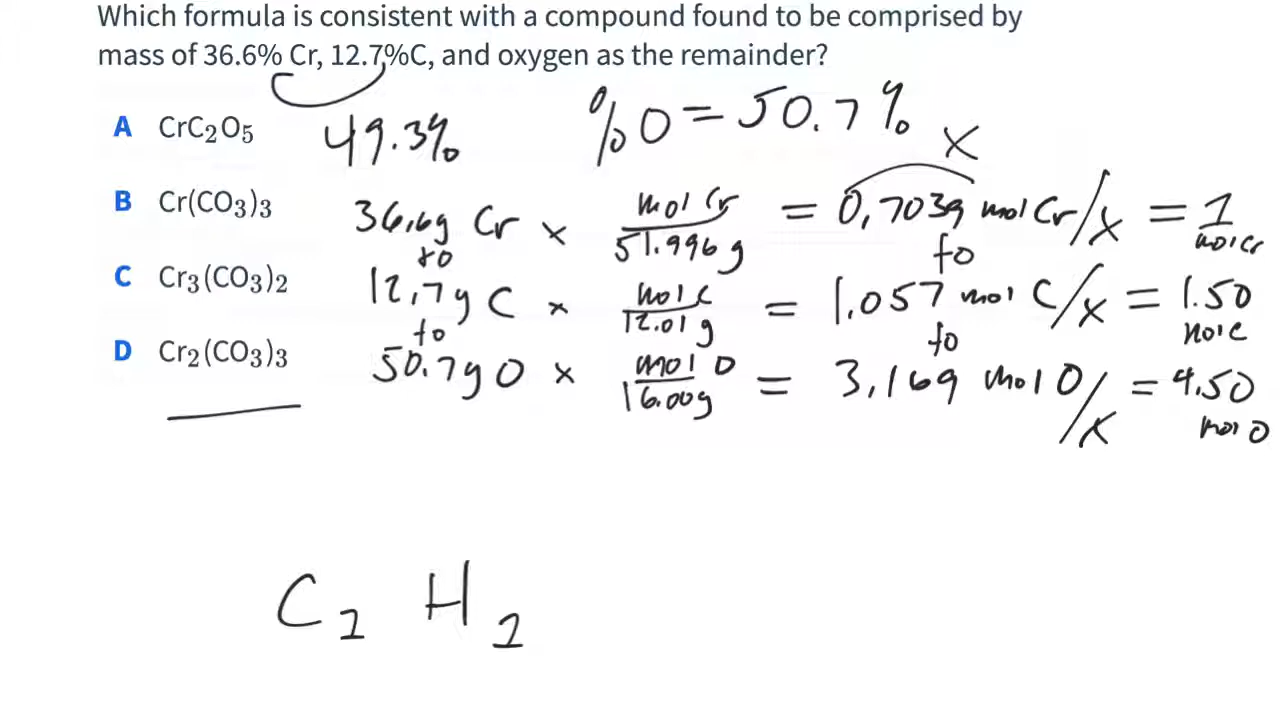 Which formula is consistent with a compound found to be comprised by
mass of 36.6% Cr, 12.7%C, and oxygen as the remainder?
A CrC₂O₅
49.3%
%O = 50.7%
x
B Cr(CO₃)₃
36.6g Cr × mol Cr / 51.996 g = 0.7039 mol Cr/x = 1 mol Cr
to
to
C Cr₃(CO₃)₂
12.7g C × mol C / 12.01 g = 1.057 mol C/x = 1.50 mol C
to
to
D Cr₂(CO₃)₃
50.7g O × mol O / 16.00g = 3.169 mol O/x = 4.50 mol O
C₂ H₂